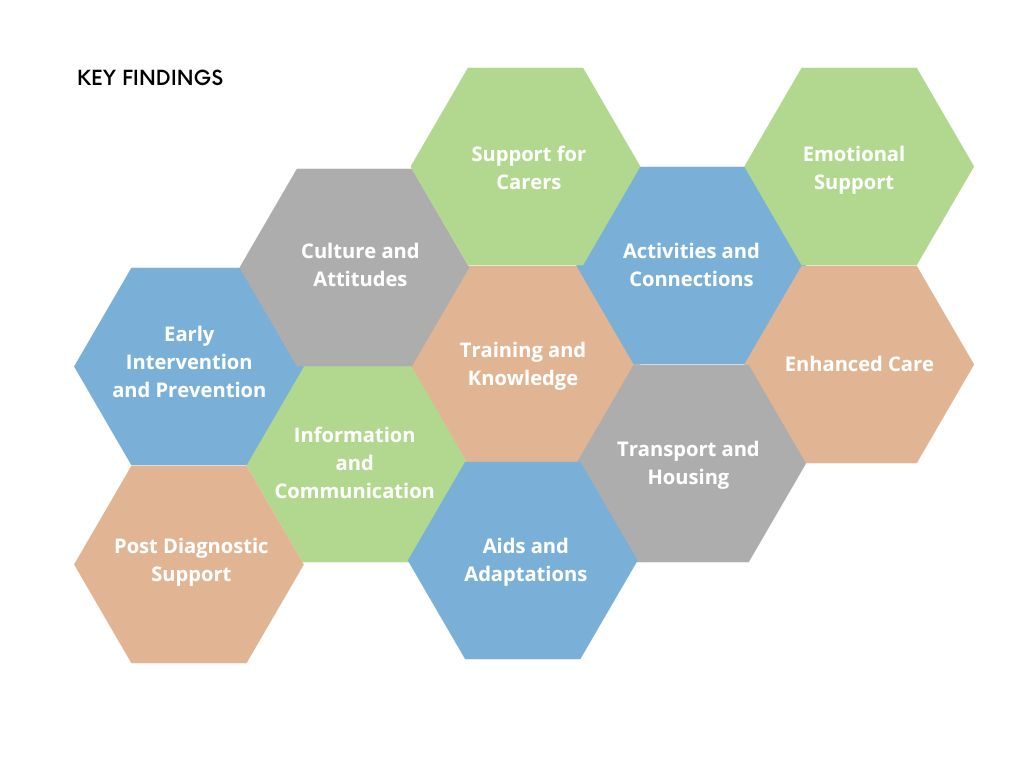 KEY FINDINGS
Support for
Carers
Emotional
Support
Culture and
Attitudes
Activities and
Connections
Early
Intervention
and Prevention
Training and
Knowledge
Enhanced Care
Information
and
Communication
Transport and
Housing
Post Diagnostic
Support
Aids and
Adaptations